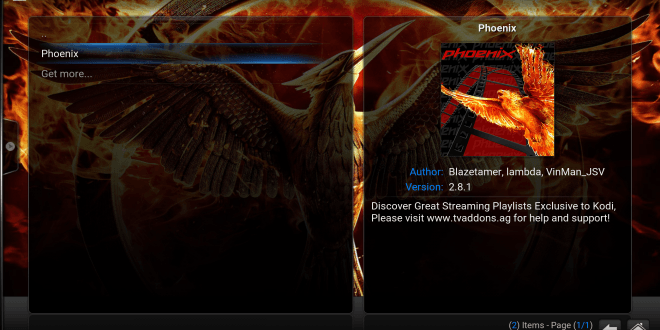 ..
Phoenix
Get more...
Phoenix
phoenix
Author: Blazetamer, lambda, VinMan_JSV
Version: 2.8.1
Discover Great Streaming Playlists Exclusive to Kodi,
Please visit www.tvaddons.ag for help and support!
(2) Items - Page (1/1)